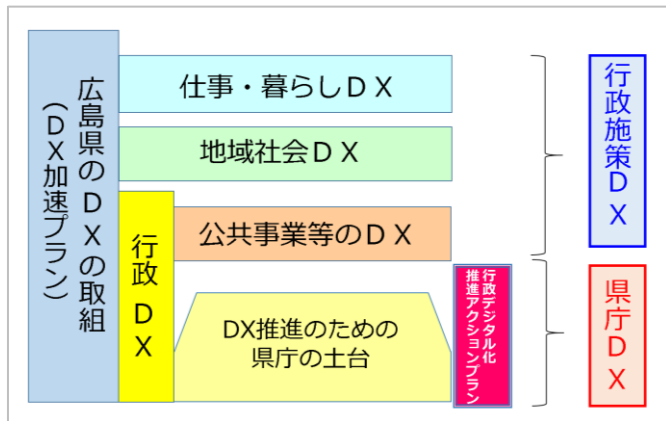 広島県のDXの取組
(DX加速プラン)
仕事・暮らしDX
地域社会DX
行政DX
公共事業等のDX
DX推進のための
県庁の土台
行政デジタル化
推進アクションプラン
行政施策DX
県庁DX